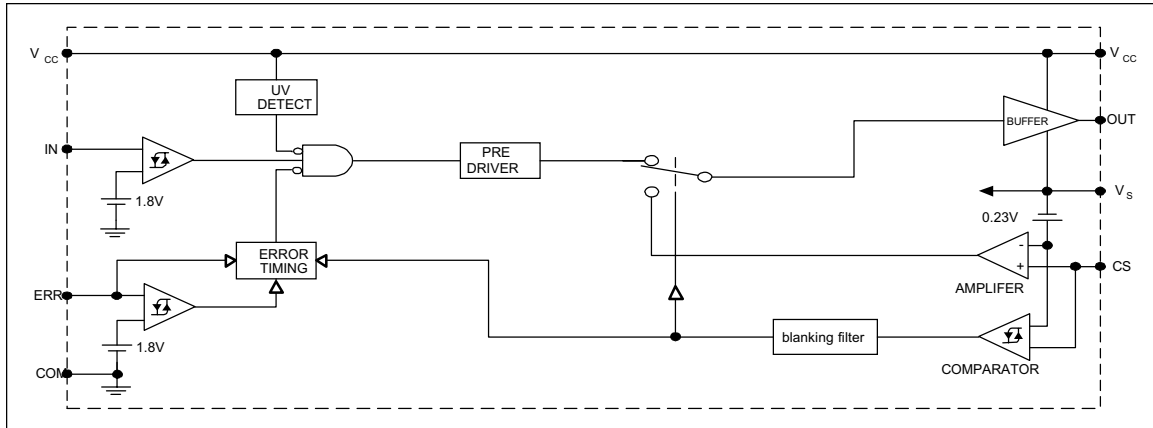 V CC
V CC
UV
DETECT
BUFFER
OUT
IN
PRE
DRIVER
1.8V
V S
0.23V
ERROR
TIMING
-
+
CS
AMPLIFER
ERR
1.8V
blanking filter
COM
COMPARATOR